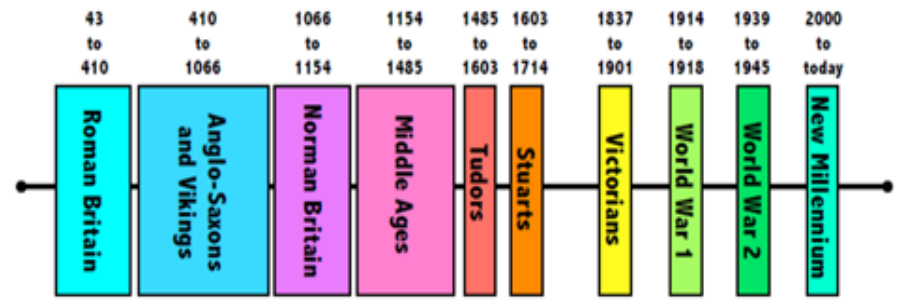 43
to
410
410
to
1066
1066
to
1154
1154
to
1485
1485
to
1603
1603
to
1714
1837
to
1901
1914
to
1918
1939
to
1945
2000
to
today
Roman Britain
Anglo-Saxons
and Vikings
Norman Britain
Middle Ages
Tudors
Stuarts
Victorians
World War 1
World War 2
New Millennium